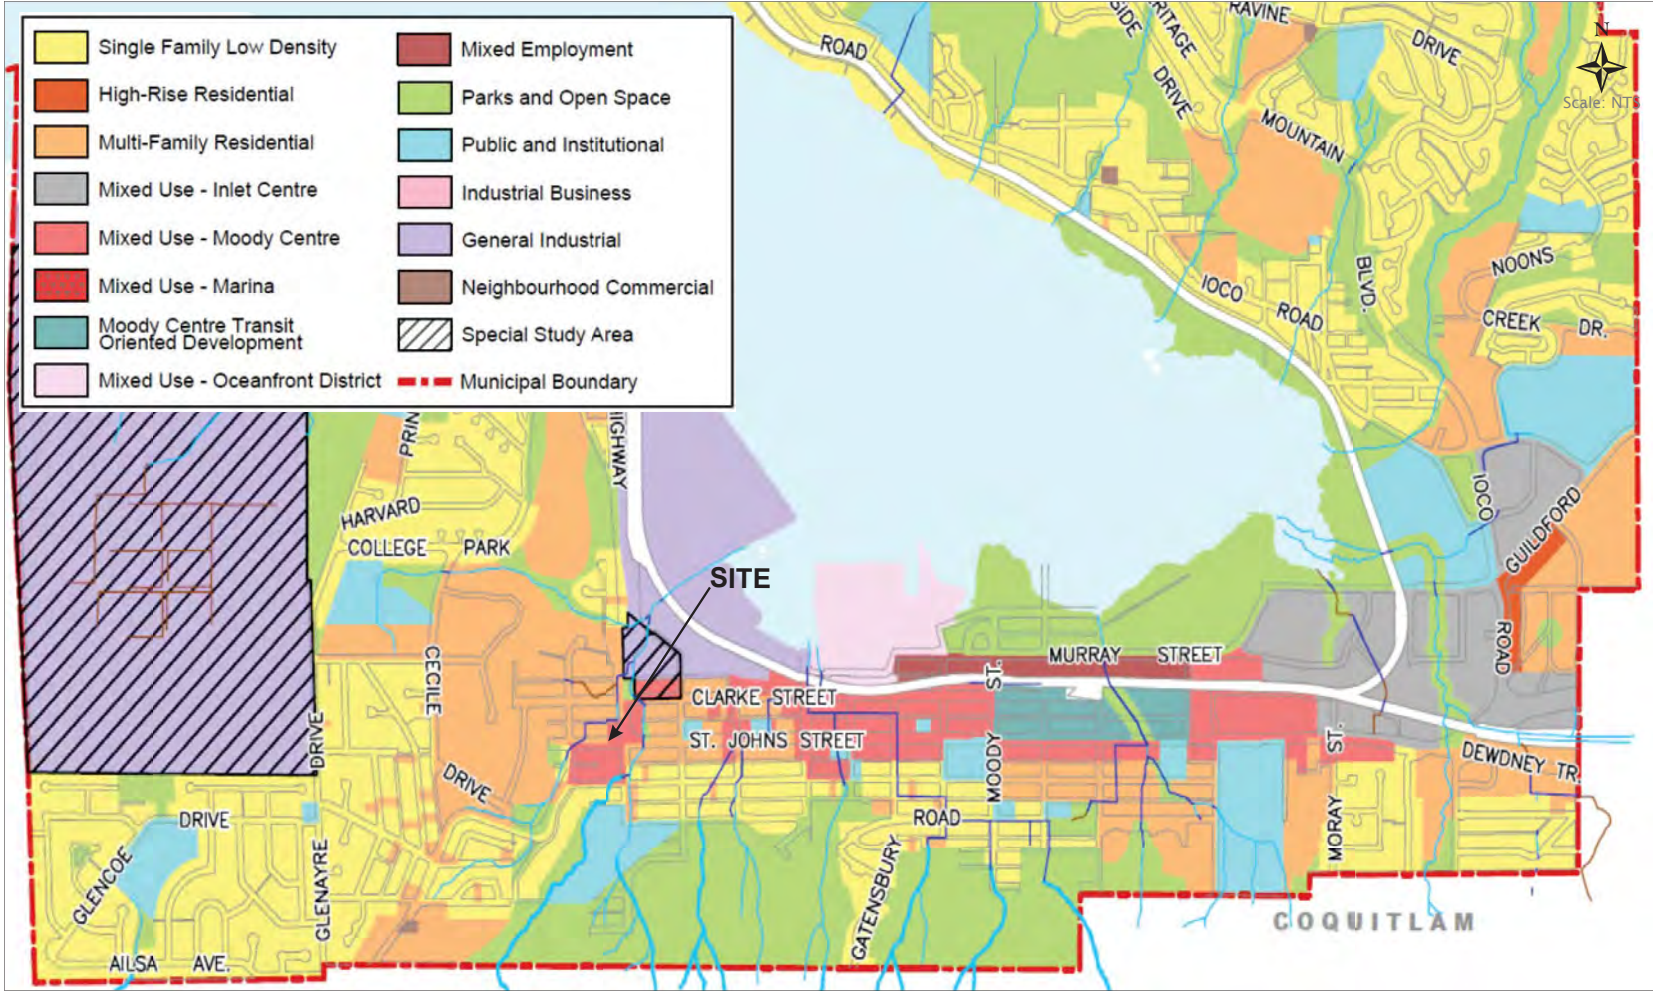 Single Family Low Density
High-Rise Residential
Multi-Family Residential
Mixed Use - Inlet Centre
Mixed Use - Moody Centre
Mixed Use - Marina
Moody Centre Transit
Oriented Development
Mixed Use - Oceanfront District
Mixed Employment
Parks and Open Space
Public and Institutional
Industrial Business
General Industrial
Neighbourhood Commercial
Special Study Area
Municipal Boundary
ROAD
SIDE
RITAGE
DRIVE
RAVINE
DRIVE
N
Scale: NTS
MOUNTAIN
BLVD.
IOCO
ROAD
NOONS
CREEK DR.
PRIN
IGHWAY
HARVARD
COLLEGE PARK
SITE
IOCO
GUILDFORD
ROAD
CECILE
DRIVE
MURRAY STREET
CLARKE STREET
ST. JOHNS STREET
MOODY
ST.
MORAY
ST.
DEWDNEY TR.
DRIVE
GLENCOE
GLENAYRE
DRIVE
ROAD
GATENSBURY
AILSA AVE.
COQUITLAM